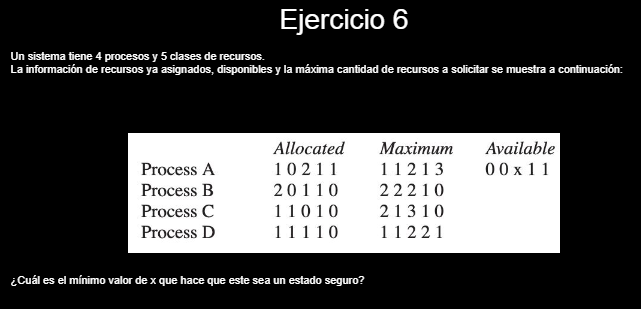 Ejercicio 6
Un sistema tiene 4 procesos y 5 clases de recursos.
La información de recursos ya asignados, disponibles y la máxima cantidad de recursos a solicitar se muestra a continuación:
Allocated Maximum Available
Process A 1 0 2 1 1 1 1 2 1 3 0 0 x 1 1
Process B 2 0 1 1 0 2 2 2 1 0
Process C 1 1 0 1 0 2 1 3 1 0
Process D 1 1 1 1 0 1 1 2 2 1
¿Cuál es el mínimo valor de x que hace que este sea un estado seguro?